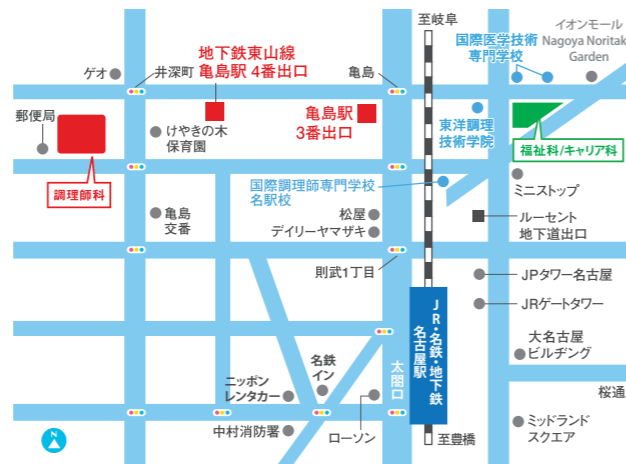 至岐阜
イオンモール
Nagoya Noritake
Garden
国際医学技術
専門学校
地下鉄東山線
亀島駅 4番出口
ゲオ
井深町
亀島
郵便局
けやきの木
保育園
亀島駅
3番出口
東洋調理
技術学院
福祉科/キャリア科
調理師科
国際調理師専門学校
名駅校
ミニストップ
亀島
交番
松屋
デイリーヤマザキ
ルーセント
地下道出口
則武1丁目
JPタワー名古屋
JRゲートタワー
JR・名鉄・地下鉄
名古屋駅
太閤口
大名古屋
ビルヂング
名鉄
イン
ニッポン
レンタカー
桜通
中村消防署
ローソン
至豊橋
ミッドランド
スクエア
N